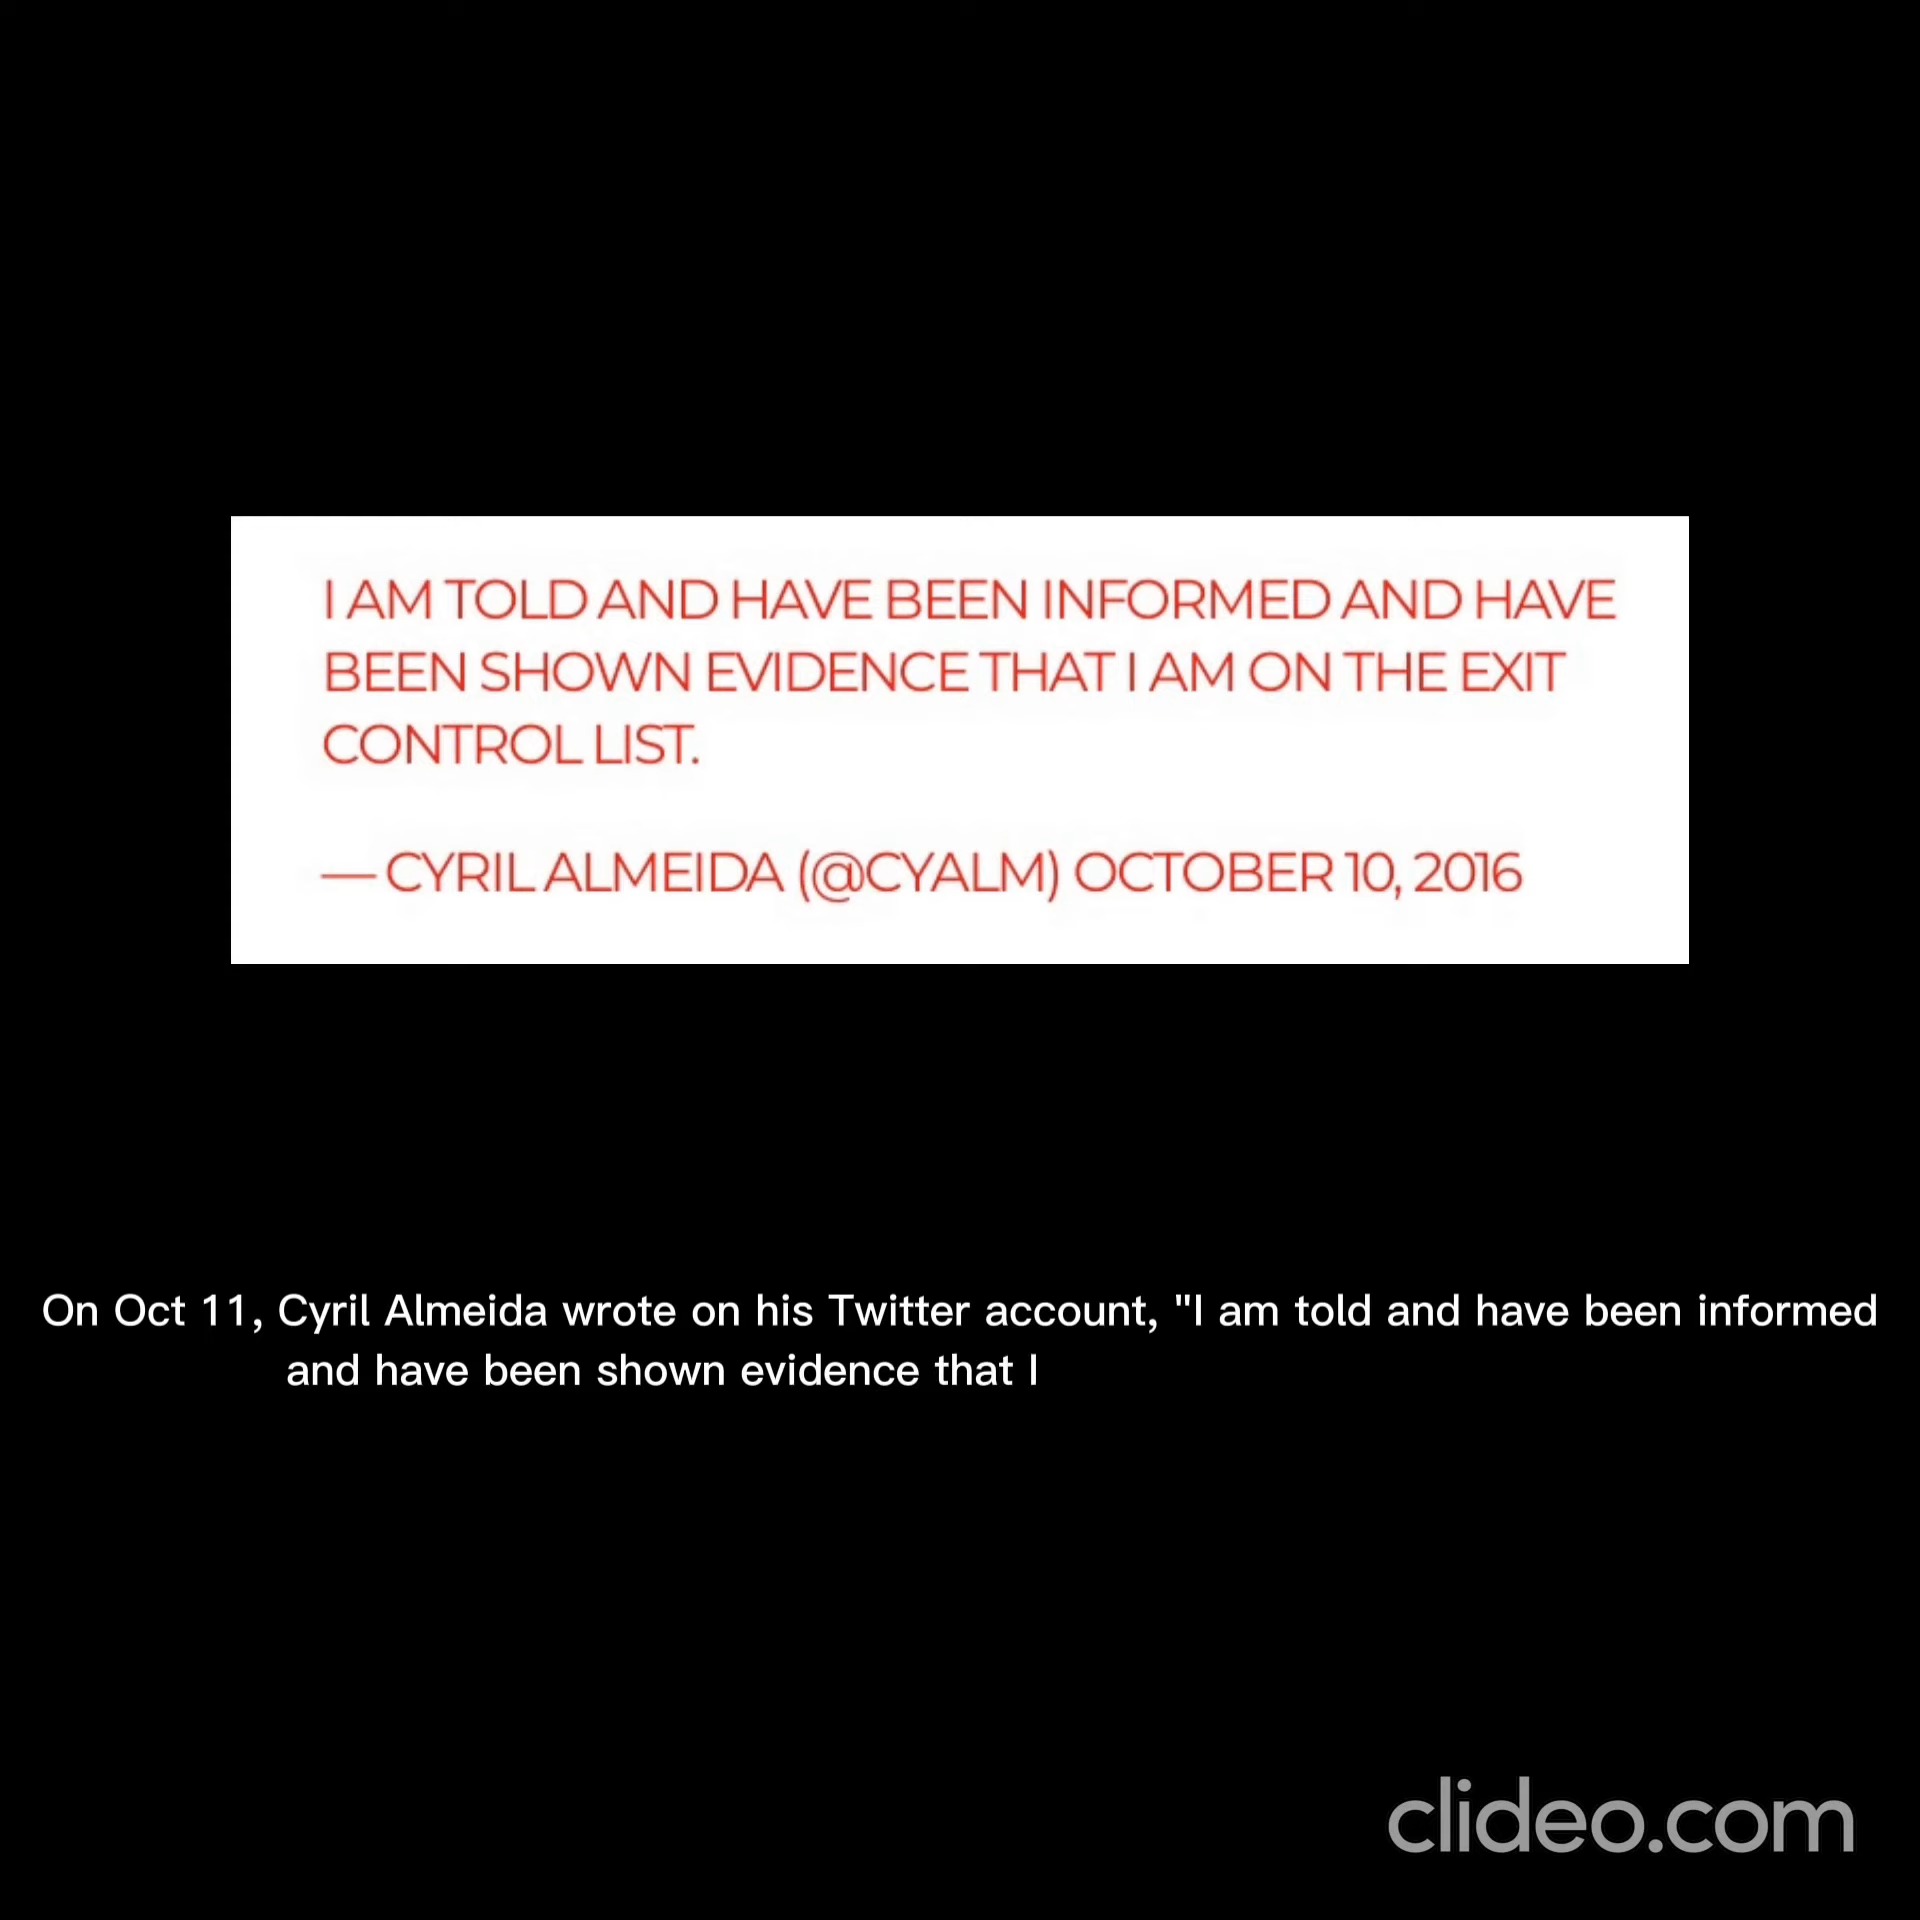 I AM TOLD AND HAVE BEEN INFORMED AND HAVE
BEEN SHOWN EVIDENCE THAT I AM ON THE EXIT
CONTROL LIST.
— CYRIL ALMEIDA (@CYALM) OCTOBER 10, 2016
On Oct 11, Cyril Almeida wrote on his Twitter account, "I am told and have been informed
and have been shown evidence that I
clideo.com